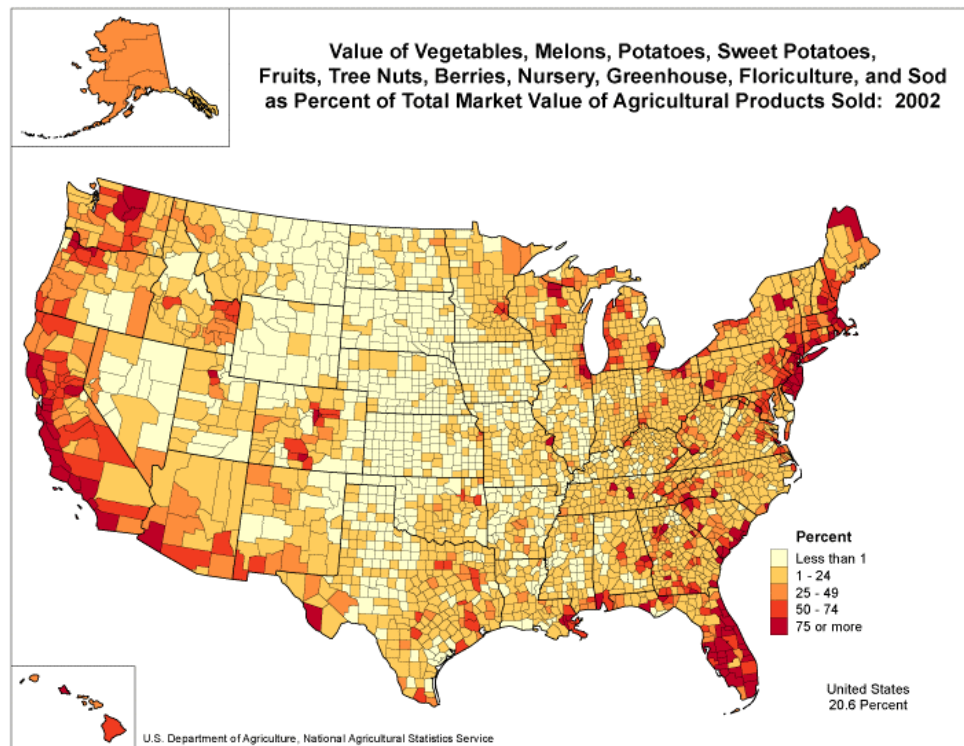 Value of Vegetables, Melons, Potatoes, Sweet Potatoes,
Fruits, Tree Nuts, Berries, Nursery, Greenhouse, Floriculture, and Sod
as Percent of Total Market Value of Agricultural Products Sold: 2002
Percent
Less than 1
1 - 24
25 - 49
50 - 74
75 or more
United States
20.6 Percent
U.S. Department of Agriculture, National Agricultural Statistics Service